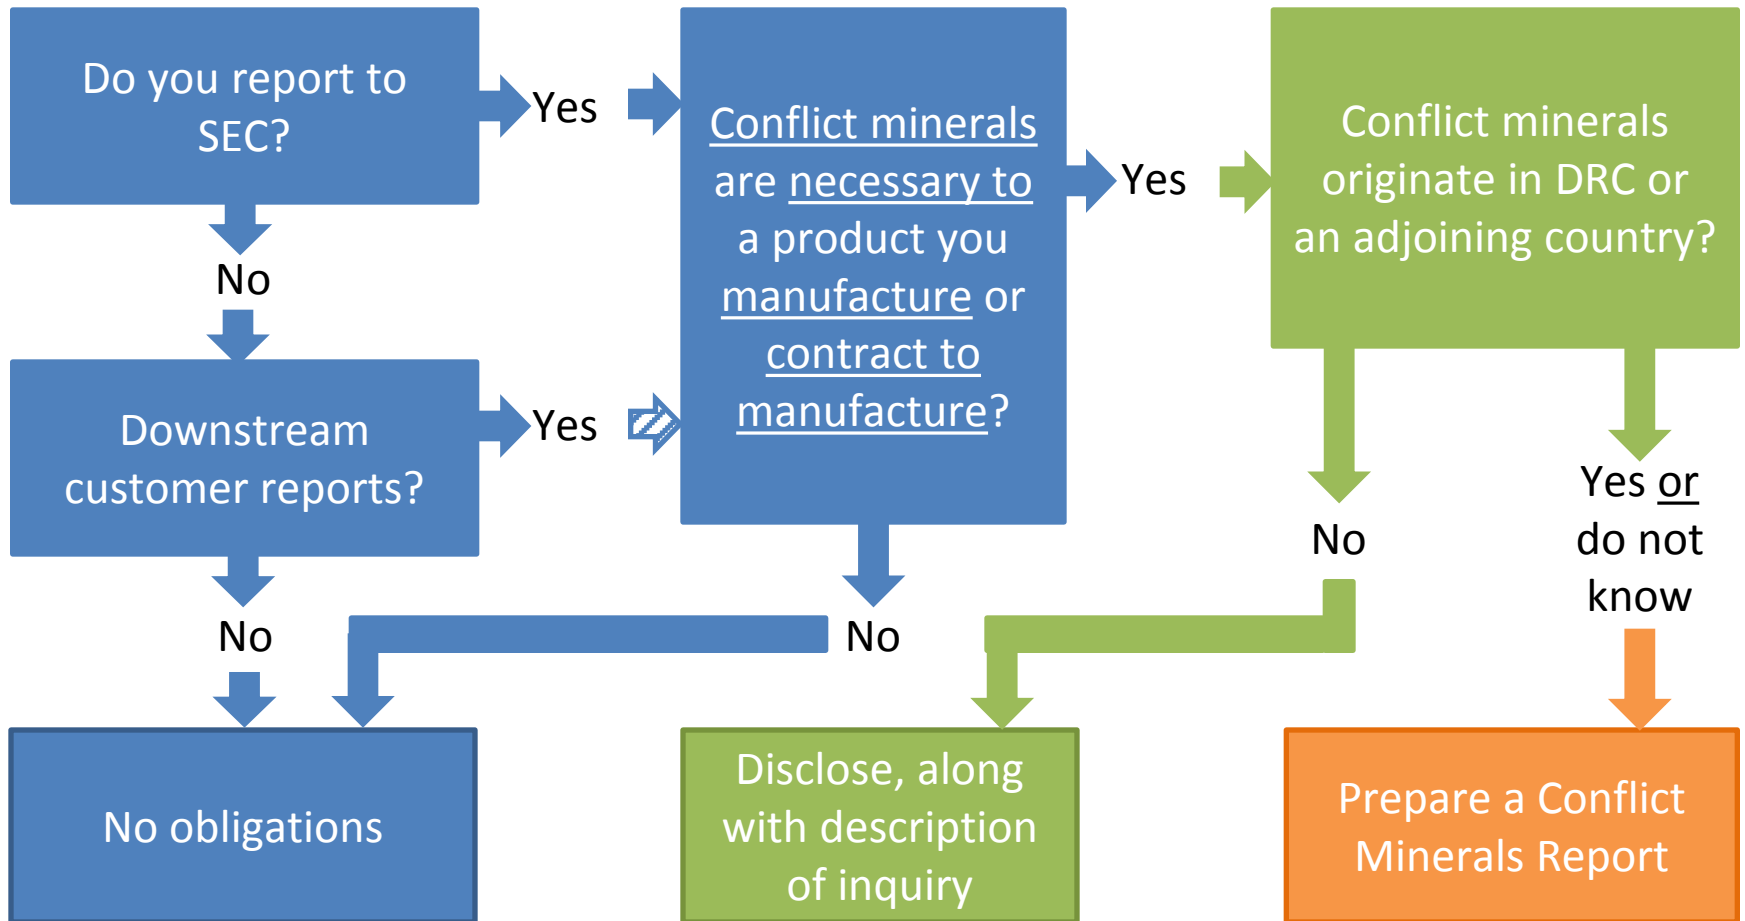 Do you report to
SEC?
Yes
Conflict minerals
are necessary to
a product you
manufacture or
contract to
manufacture?
Yes
Conflict minerals
originate in DRC or
an adjoining country?
No
Downstream
customer reports?
Yes
No
No
No
Yes or
do not
know
No obligations
Disclose, along
with description
of inquiry
Prepare a Conflict
Minerals Report